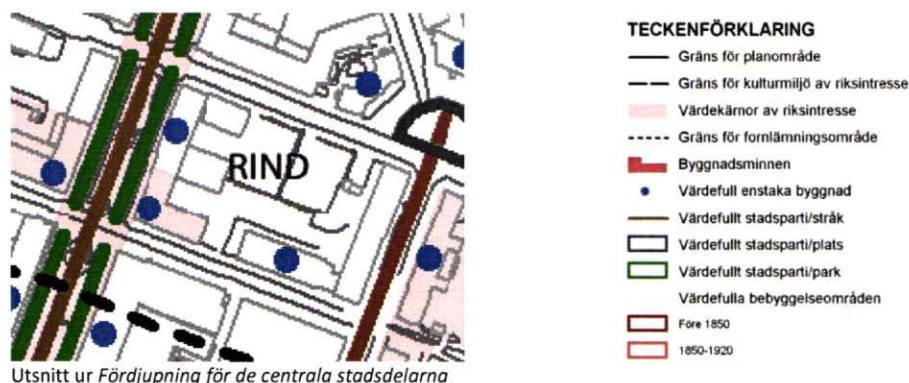 RIND
Utsnitt ur Fördjupning för de centrala stadsdelarna
TECKENFÖRKLARING
Gräns för planområde
Gräns för kulturmiljö av riksintresse
Värdekärnor av riksintresse
Gräns för fornlämningsområde
Byggnadsminnen
Värdefull enstaka byggnad
Värdefullt stadsparti/stråk
Värdefullt stadsparti/plats
Värdefullt stadsparti/park
Värdefulla bebyggelseområden
Före 1850
1850-1920